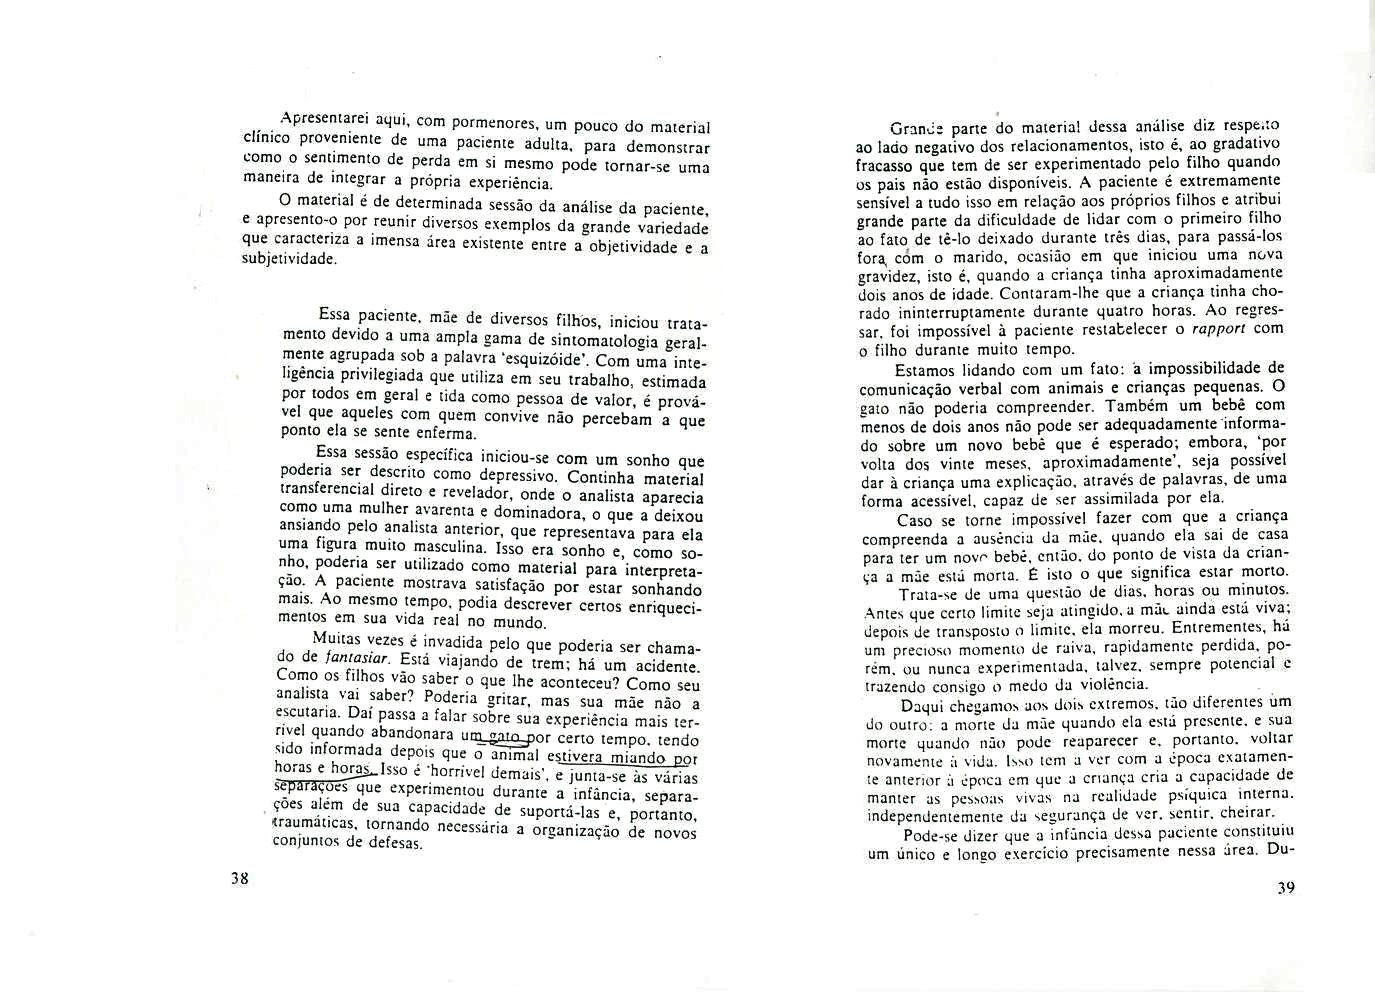 Apresentarei aqui, com pormenores, um pouco do material
clínico proveniente de uma paciente adulta, para demonstrar
como o sentimento de perda em si mesmo pode tornar-se uma
maneira de integrar a própria experiência.
O material é de determinada sessão da análise da paciente,
e apresento-o por reunir diversos exemplos da grande variedade
que caracteriza a imensa área existente entre a objetividade e a
subjetividade.
Essa paciente, mãe de diversos filhos, iniciou trata-
mento devido a uma ampla gama de sintomatologia geral-
mente agrupada sob a palavra 'esquizóide'. Com uma inte-
ligência privilegiada que utiliza em seu trabalho, estimada
por todos em geral e tida como pessoa de valor, é prová-
vel que aqueles com quem convive não percebam a que
ponto ela se sente enferma.
Essa sessão específica iniciou-se com um sonho que
poderia ser descrito como depressivo. Continha material
transferencial direto e revelador, onde o analista aparecia
como uma mulher avarenta e dominadora, o que a deixou
ansiando pelo analista anterior, que representava para ela
uma figura muito masculina. Isso era sonho e, como so-
nho, poderia ser utilizado como material para interpreta-
ção. A paciente mostrava satisfação por estar sonhando
mais. Ao mesmo tempo, podia descrever certos enriqueci-
mentos em sua vida real no mundo.
Muitas vezes é invadida pelo que poderia ser chama-
do de fantasiar. Está viajando de trem; há um acidente.
Como os filhos vão saber o que lhe aconteceu? Como seu
analista vai saber? Poderia gritar, mas sua mãe não a
escutaria. Daí passa a falar sobre sua experiência mais ter-
rível quando abandonara um gato por certo tempo, tendo
sido informada depois que o animal estivera miando por
horas e horas. Isso é 'horrível demais', e junta-se às várias
separações que experimentou durante a infância, separa-
ções além de sua capacidade de suportá-las e, portanto,
traumáticas, tornando necessária a organização de novos
conjuntos de defesas.
38
Grande parte do material dessa análise diz respeito
ao lado negativo dos relacionamentos, isto é, ao gradativo
fracasso que tem de ser experimentado pelo filho quando
os pais não estão disponíveis. A paciente é extremamente
sensível a tudo isso em relação aos próprios filhos e atribui
grande parte da dificuldade de lidar com o primeiro filho
ao fato de tê-lo deixado durante três dias, para passá-los
fora, com o marido, ocasião em que iniciou uma nova
gravidez, isto é, quando a criança tinha aproximadamente
dois anos de idade. Contaram-lhe que a criança tinha cho-
rado ininterruptamente durante quatro horas. Ao regres-
sar, foi impossível à paciente restabelecer o rapport com
o filho durante muito tempo.
Estamos lidando com um fato: a impossibilidade de
comunicação verbal com animais e crianças pequenas. O
gato não poderia compreender. Também um bebê com
menos de dois anos não pode ser adequadamente informa-
do sobre um novo bebê que é esperado; embora, 'por
volta dos vinte meses, aproximadamente', seja possível
dar à criança uma explicação, através de palavras, de uma
forma acessível, capaz de ser assimilada por ela.
Caso se torne impossível fazer com que a criança
compreenda a ausência da mãe, quando ela sai de casa
para ter um novo bebê, então, do ponto de vista da crian-
ça a mãe está morta. É isto o que significa estar morto.
Trata-se de uma questão de dias, horas ou minutos.
Antes que certo limite seja atingido, a mãe ainda está viva;
depois de transposto o limite, ela morreu. Entrementes, há
um precioso momento de raiva, rapidamente perdida, po-
rém, ou nunca experimentada, talvez, sempre potencial e
trazendo consigo o medo da violência.
Daqui chegamos aos dois extremos, tão diferentes um
do outro: a morte da mãe quando ela está presente, e sua
morte quando não pode reaparecer e, portanto, voltar
novamente à vida. Isso tem a ver com a época exatamen-
te anterior à época em que a criança cria a capacidade de
manter as pessoas vivas na realidade psíquica interna,
independentemente da segurança de ver, sentir, cheirar.
Pode-se dizer que a infância dessa paciente constituiu
um único e longo exercício precisamente nessa área. Du-
39